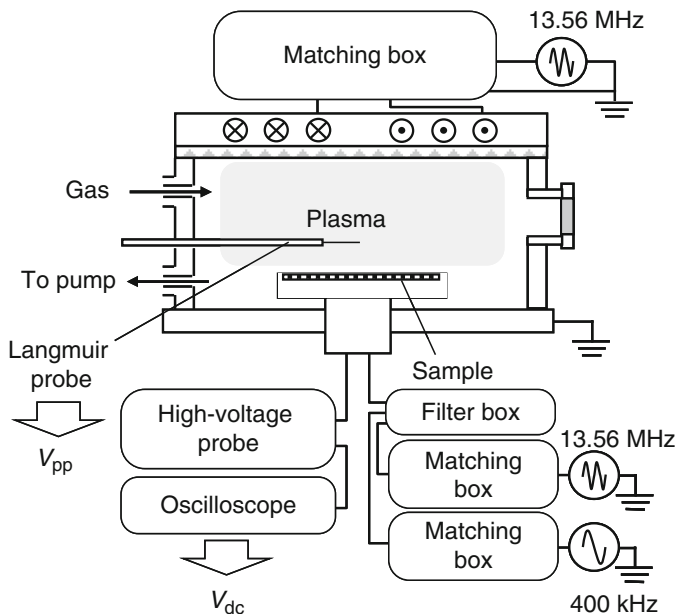 13.56 MHz
Matching box
Gas
Plasma
To pump
Langmuir
probe
Sample
V_pp
High-voltage
probe
Filter box
13.56 MHz
Matching
box
Oscilloscope
Matching
box
V_dc
400 kHz